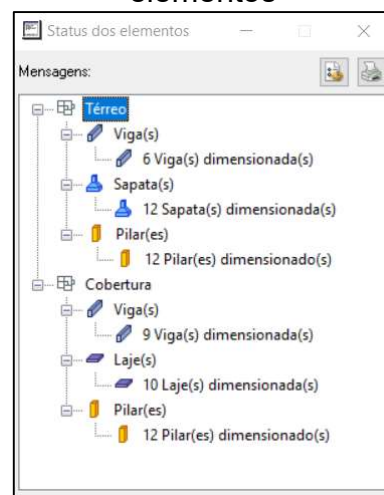 elementos
Status dos elementos
Mensagens:
Térreo
Viga(s)
6 Viga(s) dimensionada(s)
Sapata(s)
12 Sapata(s) dimensionada(s)
Pilar(es)
12 Pilar(es) dimensionado(s)
Cobertura
Viga(s)
9 Viga(s) dimensionada(s)
Laje(s)
10 Laje(s) dimensionada(s)
Pilar(es)
12 Pilar(es) dimensionado(s)